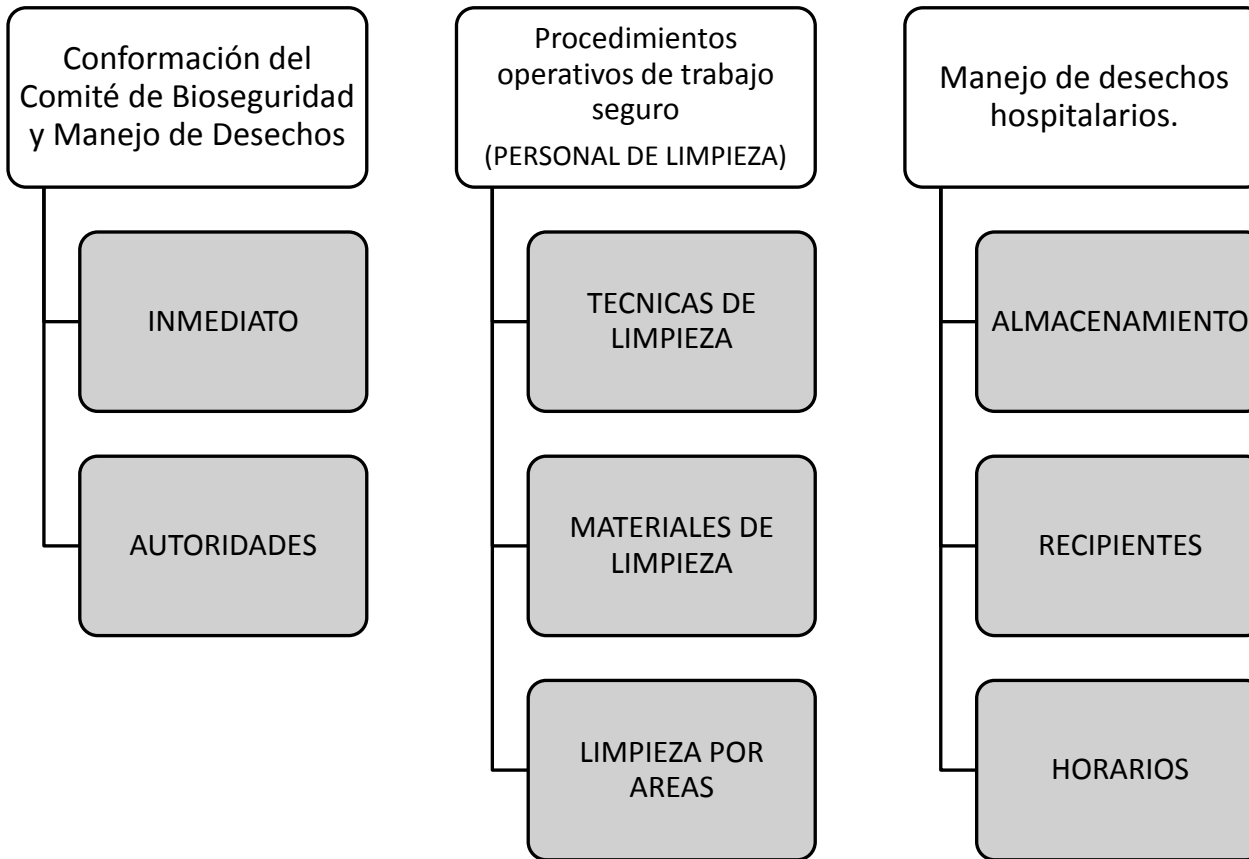 Conformación del
Comité de Bioseguridad
y Manejo de Desechos
INMEDIATO
AUTORIDADES
Procedimientos
operativos de trabajo
seguro
(PERSONAL DE LIMPIEZA)
TECNICAS DE
LIMPIEZA
MATERIALES DE
LIMPIEZA
LIMPIEZA POR
AREAS
Manejo de desechos
hospitalarios.
ALMACENAMIENTO
RECIPIENTES
HORARIOS